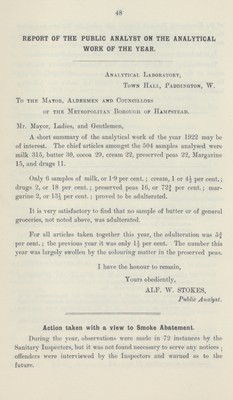 48
REPORT OF THE PUBLIC ANALYST ON THE ANALYTICAL
WORK OF THE YEAR.
ANALYTICAL LABORATORY,
TOWN HALL, PADDINGTON, W.
TO THE MAYOR, ALDERMEN AND COUNCILLORS
OF THE METROPOLITAN BOROUGH OF HAMPSTEAD.
Mr. Mayor, Ladies, and Gentlemen,
A short summary of the analytical work of the year 1922 may be
of interest. The chief articles amongst the 504 samples analysed were
milk 315, butter 39, cocoa 29, cream 22, preserved peas 22, Margarine
15, and drugs 11.
Only 6 samples of milk, or 1·9 per cent.; cream, 1 or 4½ per cent.;
drugs 2, or 18 per cent.; preserved peas 16, or 72¾ per cent.; mar-
garine 2, or 13⅓ per cent.; proved to be adulterated.
It is very satisfactory to find that no sample of butter or of general
groceries, not noted above, was adulterated.
For all articles taken together this year, the adulteration was 5¾
per cent.; the previous year it was only 1½ per cent. The number this
year was largely swollen by the colouring matter in the preserved peas.
I have the honour to remain,
Yours obediently,
ALF. W. STOKES,
Public Analyst.
Action taken with a view to Smoke Abatement.
During the year, observations were made in 72 instances by the
Sanitary Inspectors, but it was not found necessary to serve any notices;
offenders were interviewed by the Inspectors and warned as to the
future.